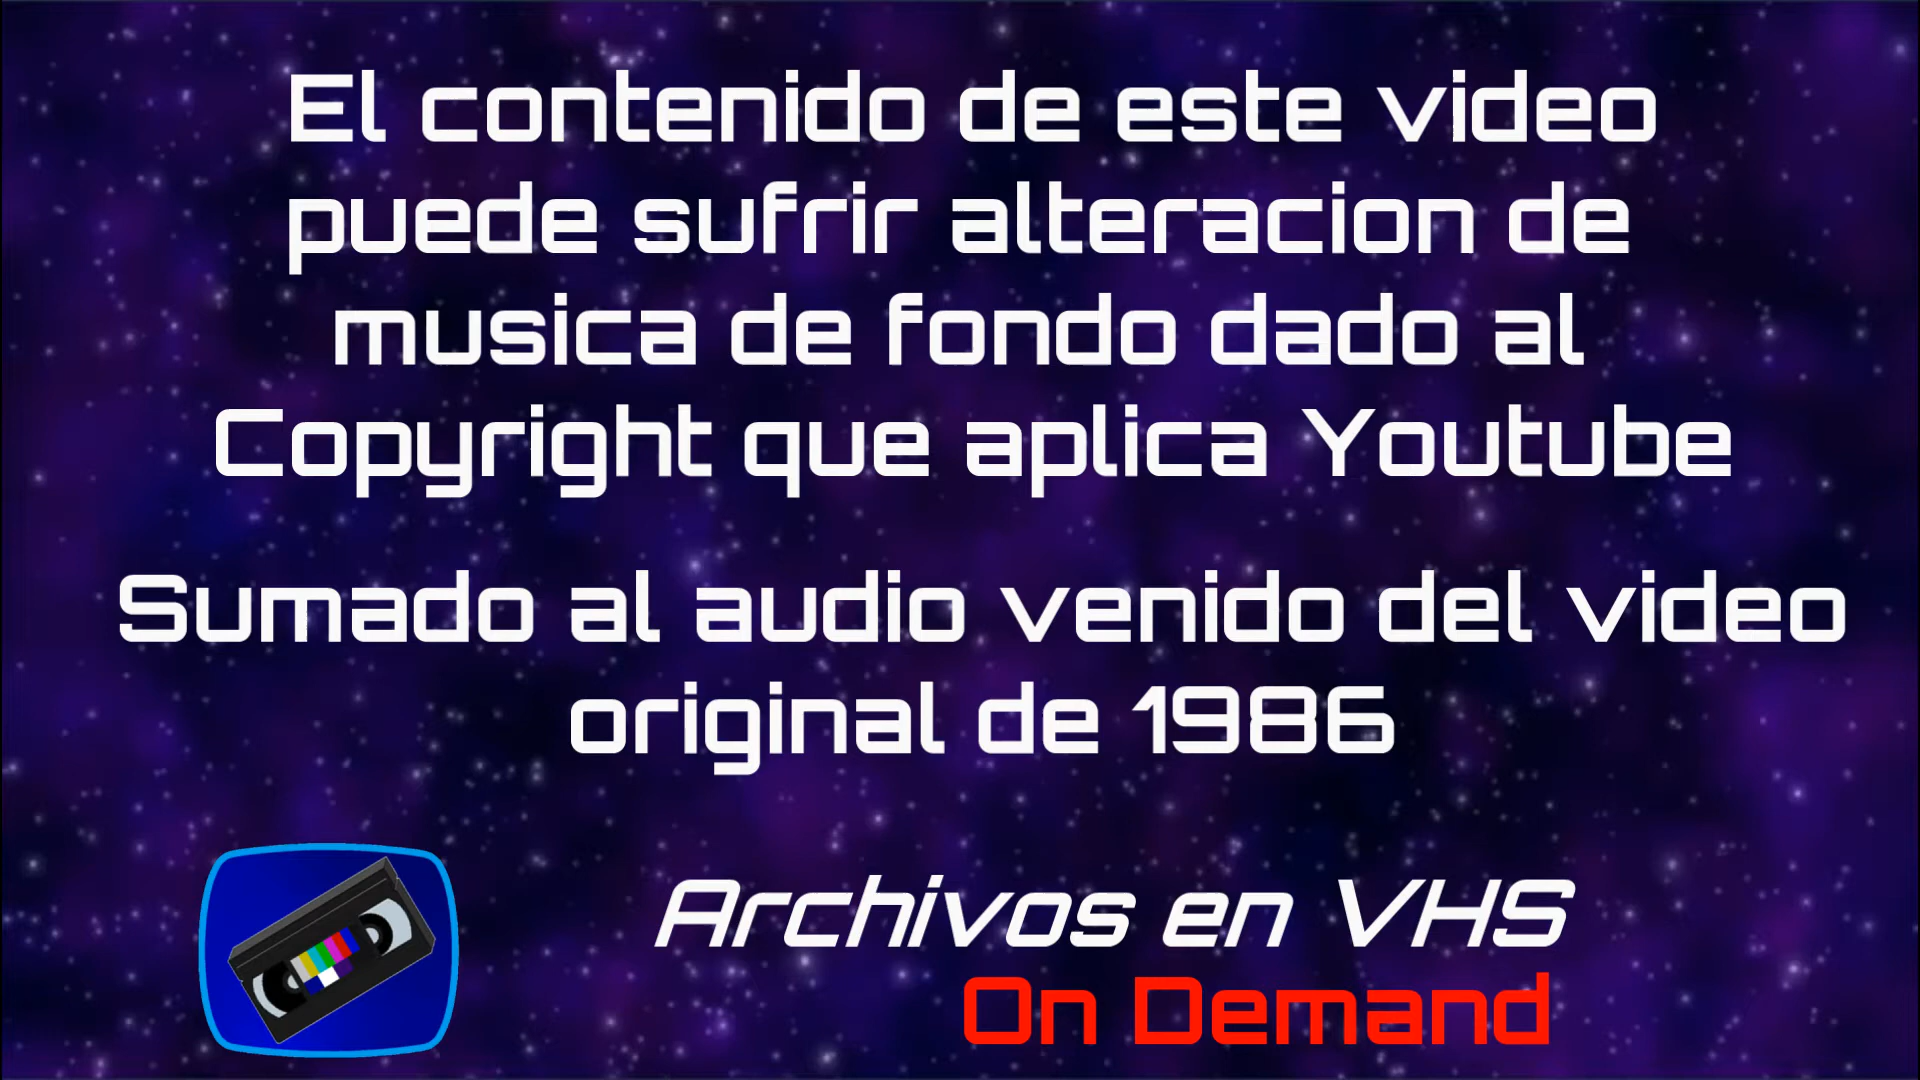 El contenido de este video
puede sufrir alteracion de
musica de fondo dado al
Copyright que aplica Youtube
Sumado al audio venido del video
original de 1986
Archivos en VHS
On Demand